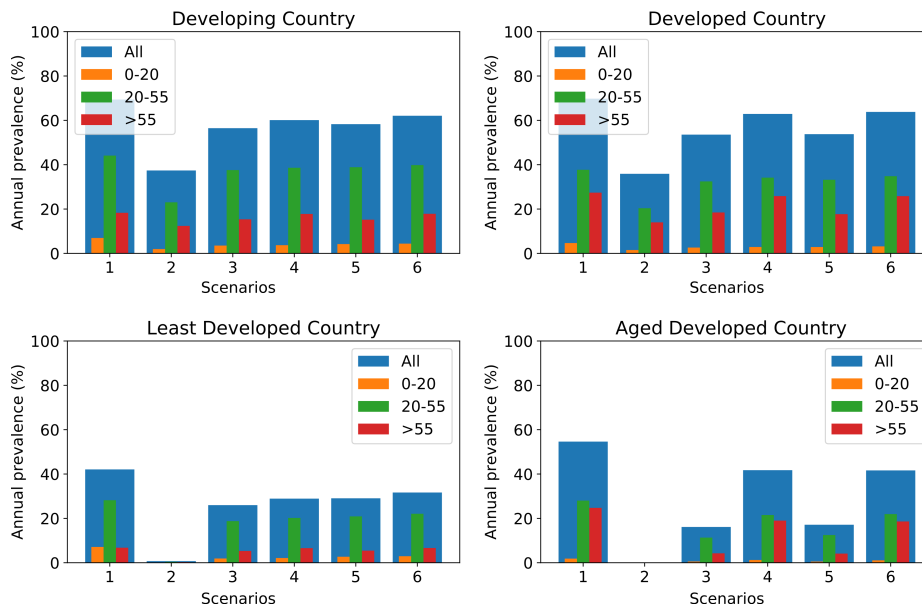 Developing Country
Annual prevalence (%)
100
80
60
40
20
0
All
0-20
20-55
>55
1 2 3 4 5 6
Scenarios
Developed Country
Annual prevalence (%)
100
80
60
40
20
0
All
0-20
20-55
>55
1 2 3 4 5 6
Scenarios
Least Developed Country
Annual prevalence (%)
100
80
60
40
20
0
All
0-20
20-55
>55
1 2 3 4 5 6
Scenarios
Aged Developed Country
Annual prevalence (%)
100
80
60
40
20
0
All
0-20
20-55
>55
1 2 3 4 5 6
Scenarios